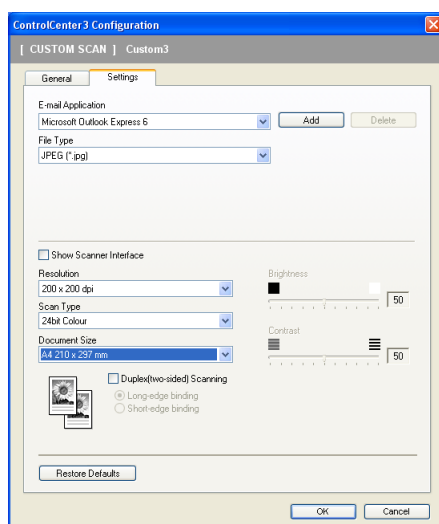 ControlCenter3 Configuration
[ CUSTOM SCAN ] Custom3
General Settings
E-mail Application
Microsoft Outlook Express 6 Add Delete
File Type
JPEG (*.jpg)
Show Scanner Interface
Resolution Brightness
200 x 200 dpi 50
Scan Type
24bit Colour
Contrast
Document Size
A4 210 x 297 mm 50
Duplex(two-sided) Scanning
Long-edge binding
Short-edge binding
Restore Defaults
OK Cancel